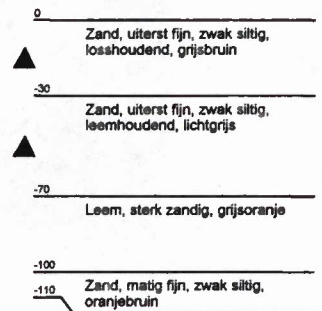 0
Zand, uiterst fijn, zwak siltig,
losshoudend, grijsbruin
-30
Zand, uiterst fijn, zwak siltig,
leemhoudend, lichtgrijs
-70
Leem, sterk zandig, grijsoranje
-100
Zand, matig fijn, zwak siltig,
-110
oranjebruin